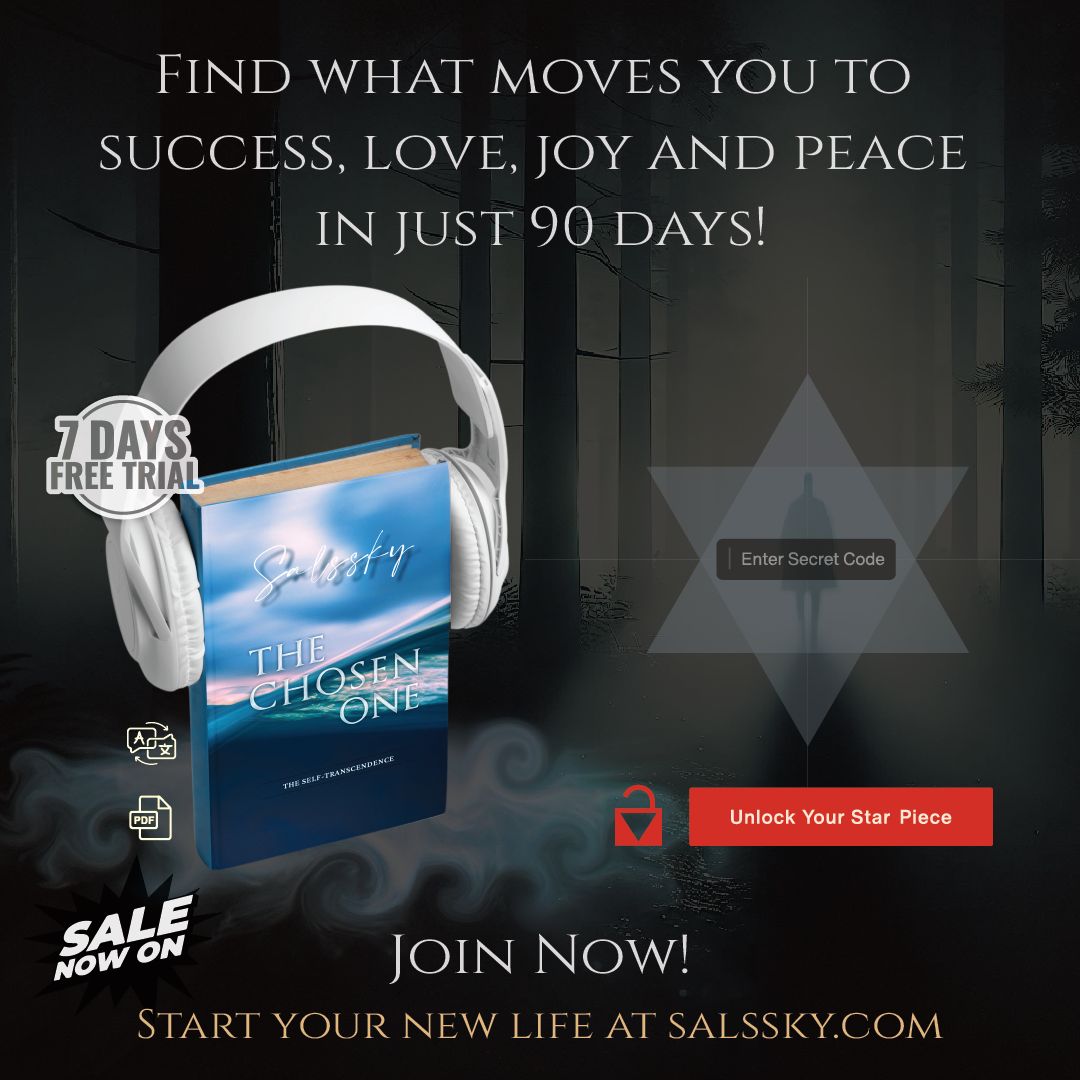 Find what moves you to
success, love, joy and peace
in just 90 days!
7 DAYS
FREE TRIAL
Salssky
THE
CHOSEN
ONE
THE SELF-TRANSCENDENCE
Enter Secret Code
A 文
PDF
Unlock Your Star Piece
SALE
NOW ON
Join Now!
Start your new life at salssky.com